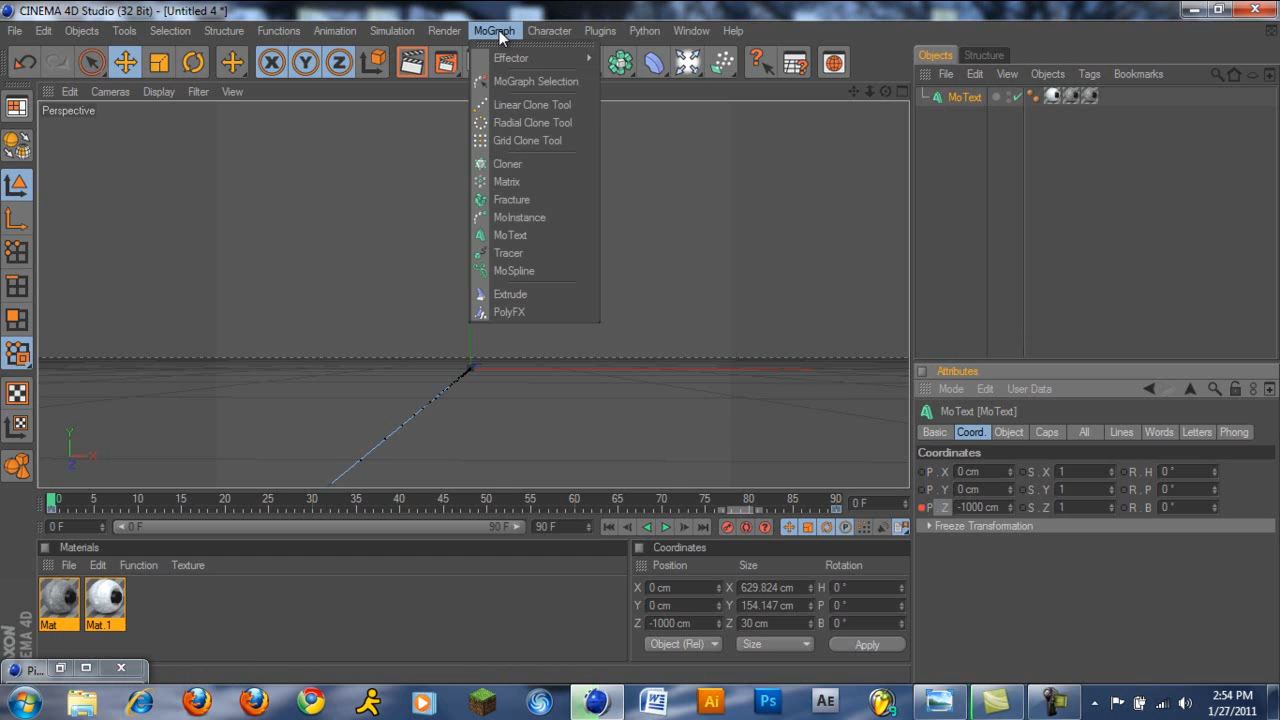 CINEMA 4D Studio (32 Bit) - [Untitled 4 *]
File Edit Objects Tools Selection Structure Functions Animation Simulation Render MoGraph Character Plugins Python Window Help
Edit Cameras Display Filter View
Perspective
Effector
MoGraph Selection
Linear Clone Tool
Radial Clone Tool
Grid Clone Tool
Cloner
Matrix
Fracture
MoInstance
MoText
Tracer
MoSpline
Extrude
PolyFX
Y
X
Z
Objects Structure
File Edit View Objects Tags Bookmarks
MoText
Attributes
Mode Edit User Data
MoText [MoText]
Basic Coord. Object Caps All Lines Words Letters Phong
Coordinates
P . X 0 cm S . X 1 R . H 0 °
P . Y 0 cm S . Y 1 R . P 0 °
P . Z -1000 cm S . Z 1 R . B 0 °
Freeze Transformation
0 5 10 15 20 25 30 35 40 45 50 55 60 65 70 75 80 85 90 0 F
0 F 0 F 90 F 90 F
Materials
File Edit Function Texture
Mat Mat.1
Coordinates
Position Size Rotation
X 0 cm X 629.824 cm H 0 °
Y 0 cm Y 154.147 cm P 0 °
Z -1000 cm Z 30 cm B 0 °
Object (Rel) Size Apply
MAXON
CINEMA 4D
Pi...
W Ai Ps AE
2:54 PM
1/27/2011